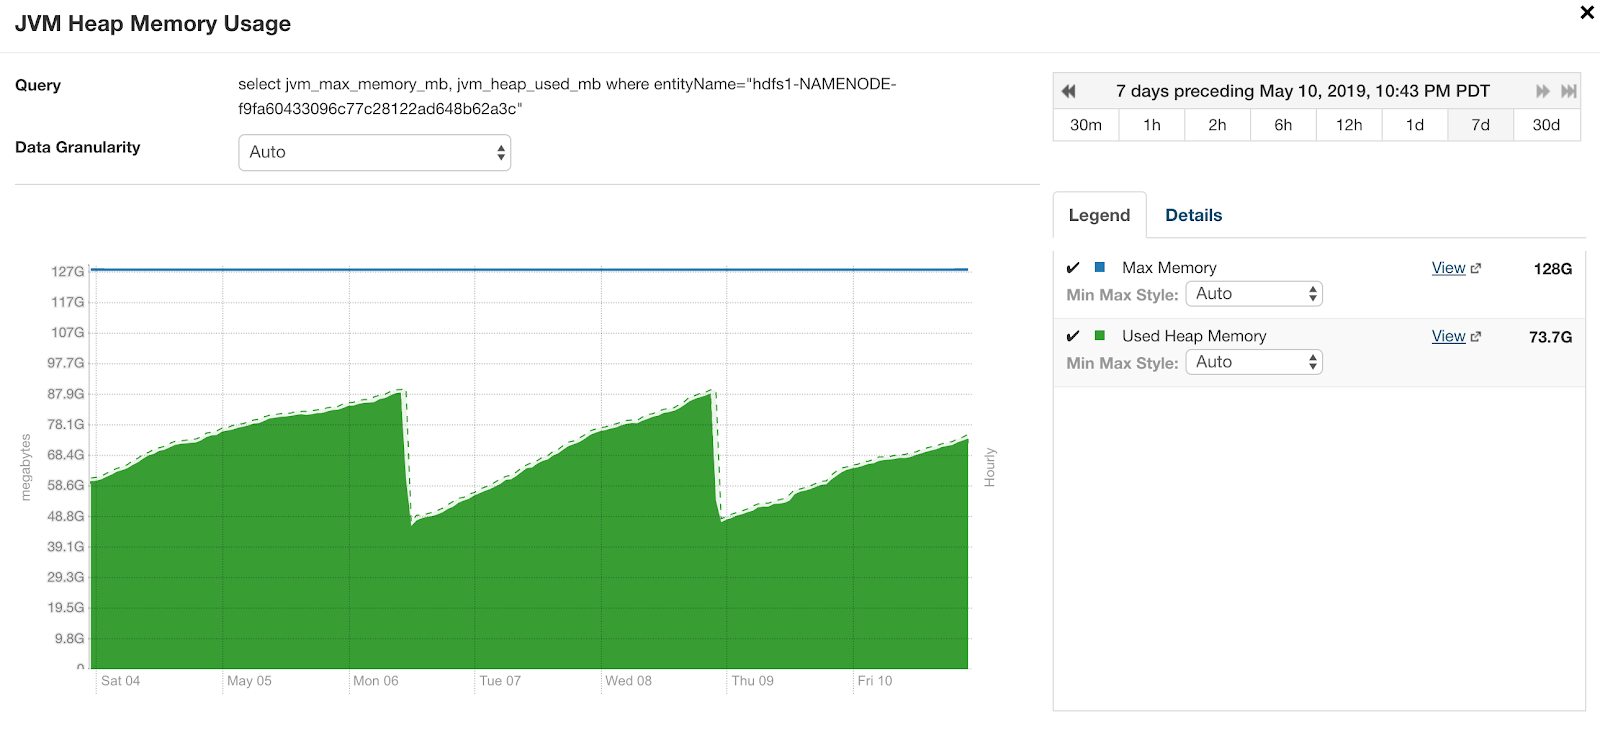 JVM Heap Memory Usage
Query
select jvm_max_memory_mb, jvm_heap_used_mb where entityName="hdfs1-NAMENODE-
f9fa60433096c77c28122ad648b62a3c"
Data Granularity
Auto
7 days preceding May 10, 2019, 10:43 PM PDT
30m 1h 2h 6h 12h 1d 7d 30d
Legend Details
Max Memory View 128G
Min Max Style: Auto
Used Heap Memory View 73.7G
Min Max Style: Auto
megabytes
127G
117G
107G
97.7G
87.9G
78.1G
68.4G
58.6G
48.8G
39.1G
29.3G
19.5G
9.8G
0
Sat 04 May 05 Mon 06 Tue 07 Wed 08 Thu 09 Fri 10
Hourly